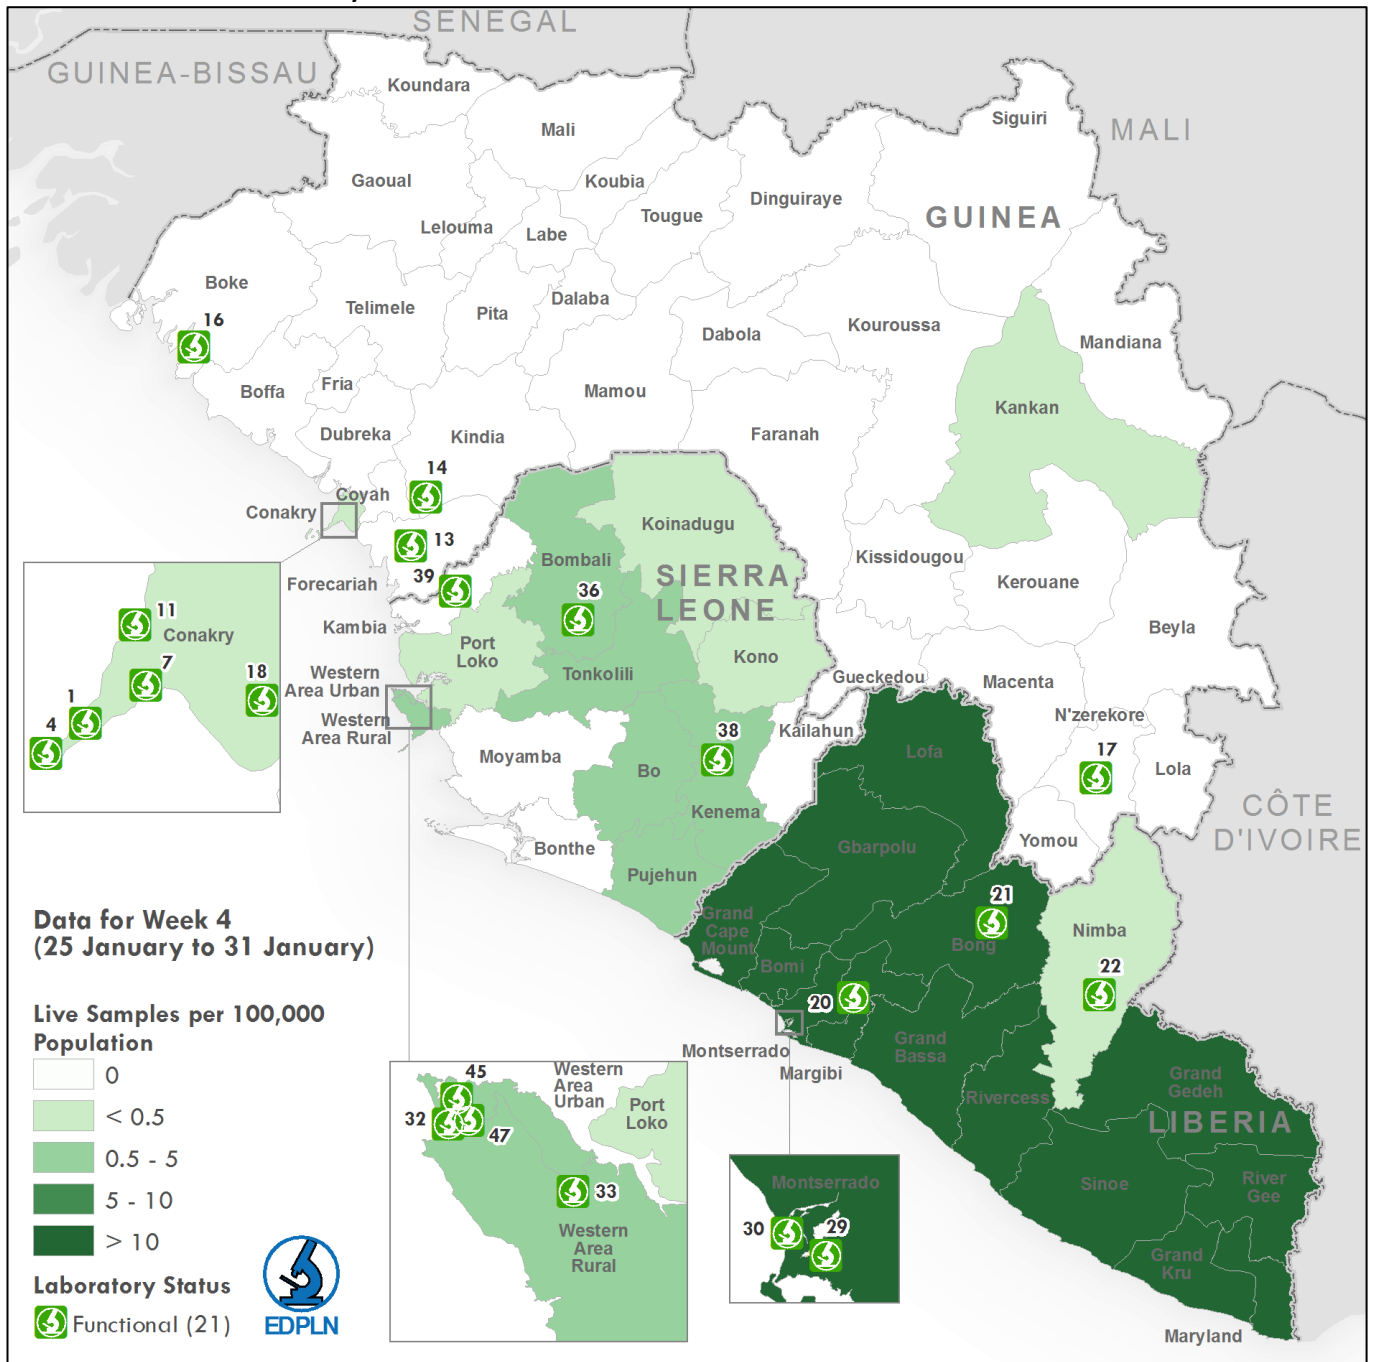 SENEGAL
GUINEA-BISSAU
Koundara
Siguiri
MALI
Mali
Gaoual
Koubia
Dinguiraye
Tougue
GUINEA
Lelouma
Labe
Boke
Dalaba
Telimele
Pita
16
Kouroussa
Dabola
Mandiana
Fria
Boffa
Mamou
Kankan
Dubreka
Kindia
Faranah
14
Coyah
Conakry
Koinadugu
13
Bombali
Kissidougou
39
Forecariah
SIERRA
LEONE
Kerouane
36
11
Conakry
Kambia
Beyla
Port
Loko
Kono
7
18
Western
Area Urban
Tonkolili
Gueckedou
Macenta
1
4
Western
Area Rural
N'zerekore
38
Kailahun
17
Moyamba
Lofa
Lola
Bo
CÔTE
D'IVOIRE
Kenema
Yomou
Bonthe
Gbarpolu
Pujehun
21
Grand
Cape
Mount
Nimba
Bong
Data for Week 4
(25 January to 31 January)
Bomi
22
20
Live Samples per 100,000
Population
Grand
Bassa
Montserrado
Margibi
Grand
Gedeh
0
Rivercess
< 0.5
LIBERIA
45
Western
Area
Urban
Port
Loko
32
47
0.5 - 5
Sinoe
River
Gee
33
5 - 10
Montserrado
Western
Area
Rural
30
29
> 10
Grand
Kru
Laboratory Status
Functional (21)
EDPLN
Maryland